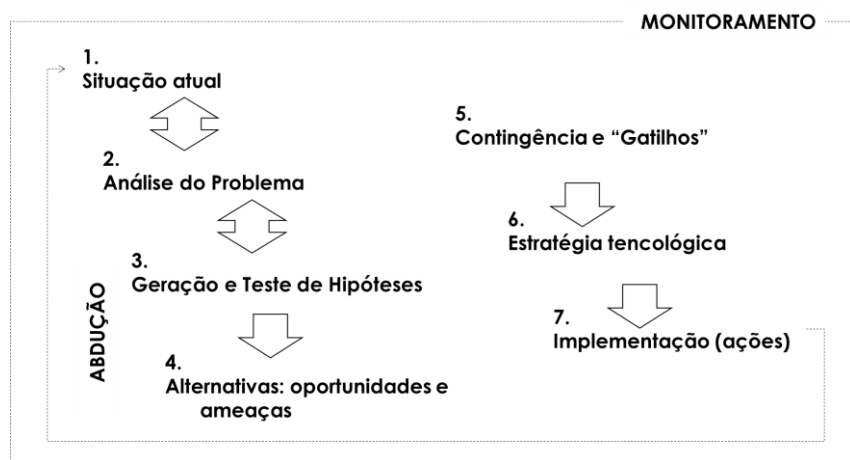 MONITORAMENTO
1.
Situação atual
2.
Análise do Problema
3.
Geração e Teste de Hipóteses
4.
Alternativas: oportunidades e
ameaças
ABDUÇÃO
5.
Contingência e “Gatilhos”
6.
Estratégia tencológica
7.
Implementação (ações)